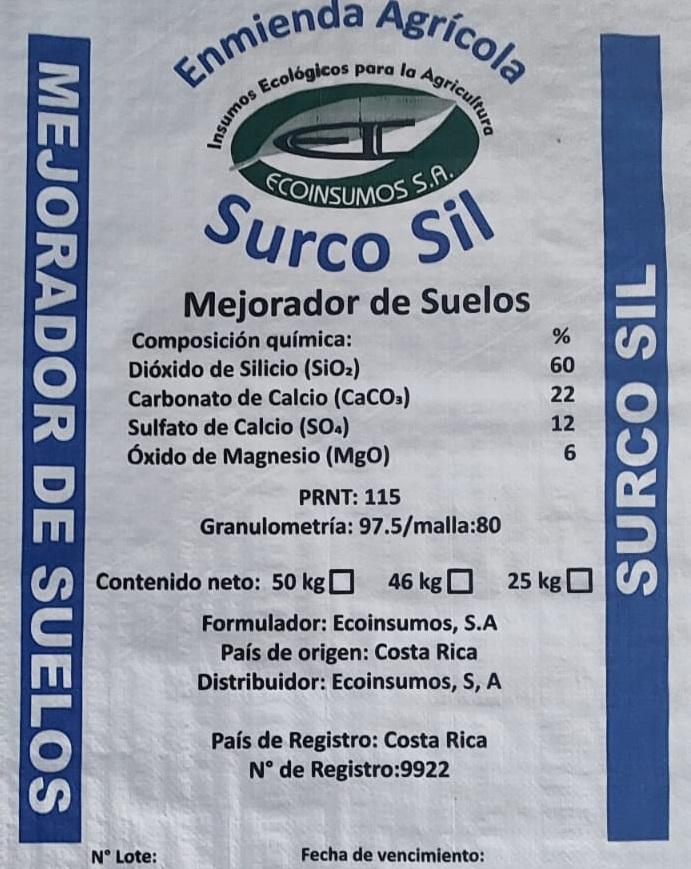 Enmienda Agrícola
Insumos Ecológicos para la Agricultura
ECOINSUMOS S.A.
Surco Sil
Mejorador de Suelos
Composición química: %
Dióxido de Silicio (SiO₂) 60
Carbonato de Calcio (CaCO₃) 22
Sulfato de Calcio (SO₄) 12
Óxido de Magnesio (MgO) 6
PRNT: 115
Granulometría: 97.5/malla:80
Contenido neto: 50 kg☐ 46 kg☐ 25 kg☐
Formulador: Ecoinsumos, S.A
País de origen: Costa Rica
Distribuidor: Ecoinsumos, S, A
País de Registro: Costa Rica
N° de Registro:9922
N° Lote: Fecha de vencimiento:
MEJORADOR DE SUELOS
SURCO SIL